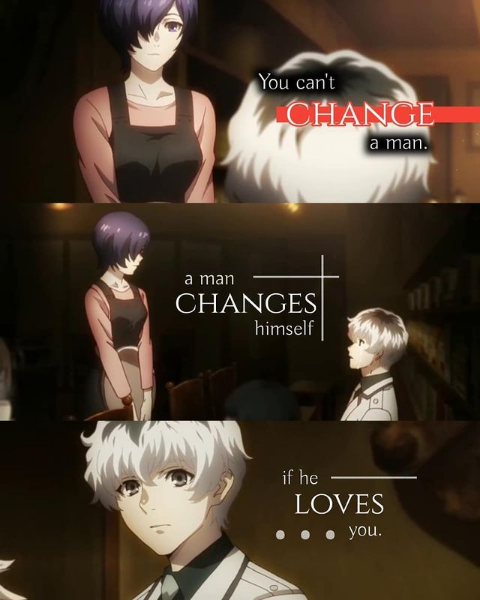 You can't
CHANGE
a man.
a man
CHANGES
himself
if he
LOVES
you.